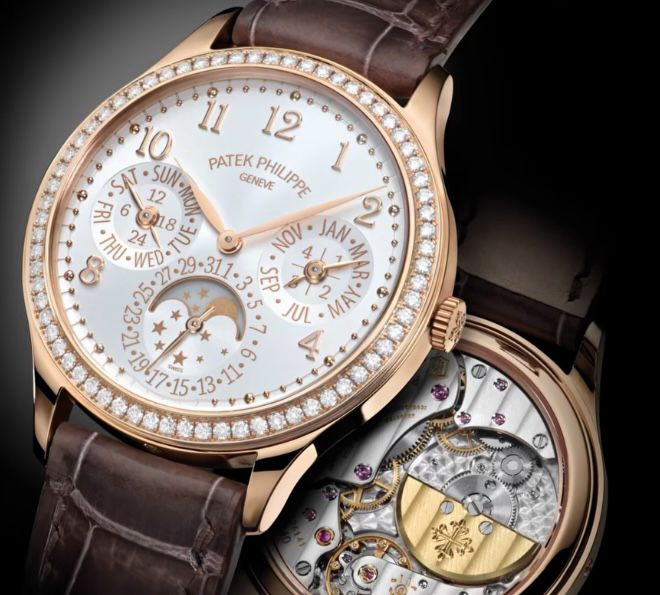 11 12 1
10 2
PATEK PHILIPPE
GENEVE
SAT•SUN•MON•TUE•WED•THU•FRI
12
6 18
24
NOV•JAN•MAR•MAY•JUL•SEP
4 1
3 2
8 4
1•3•5•7•9•11•13•15•17•19•21•23•25•27•29•31
SWISS